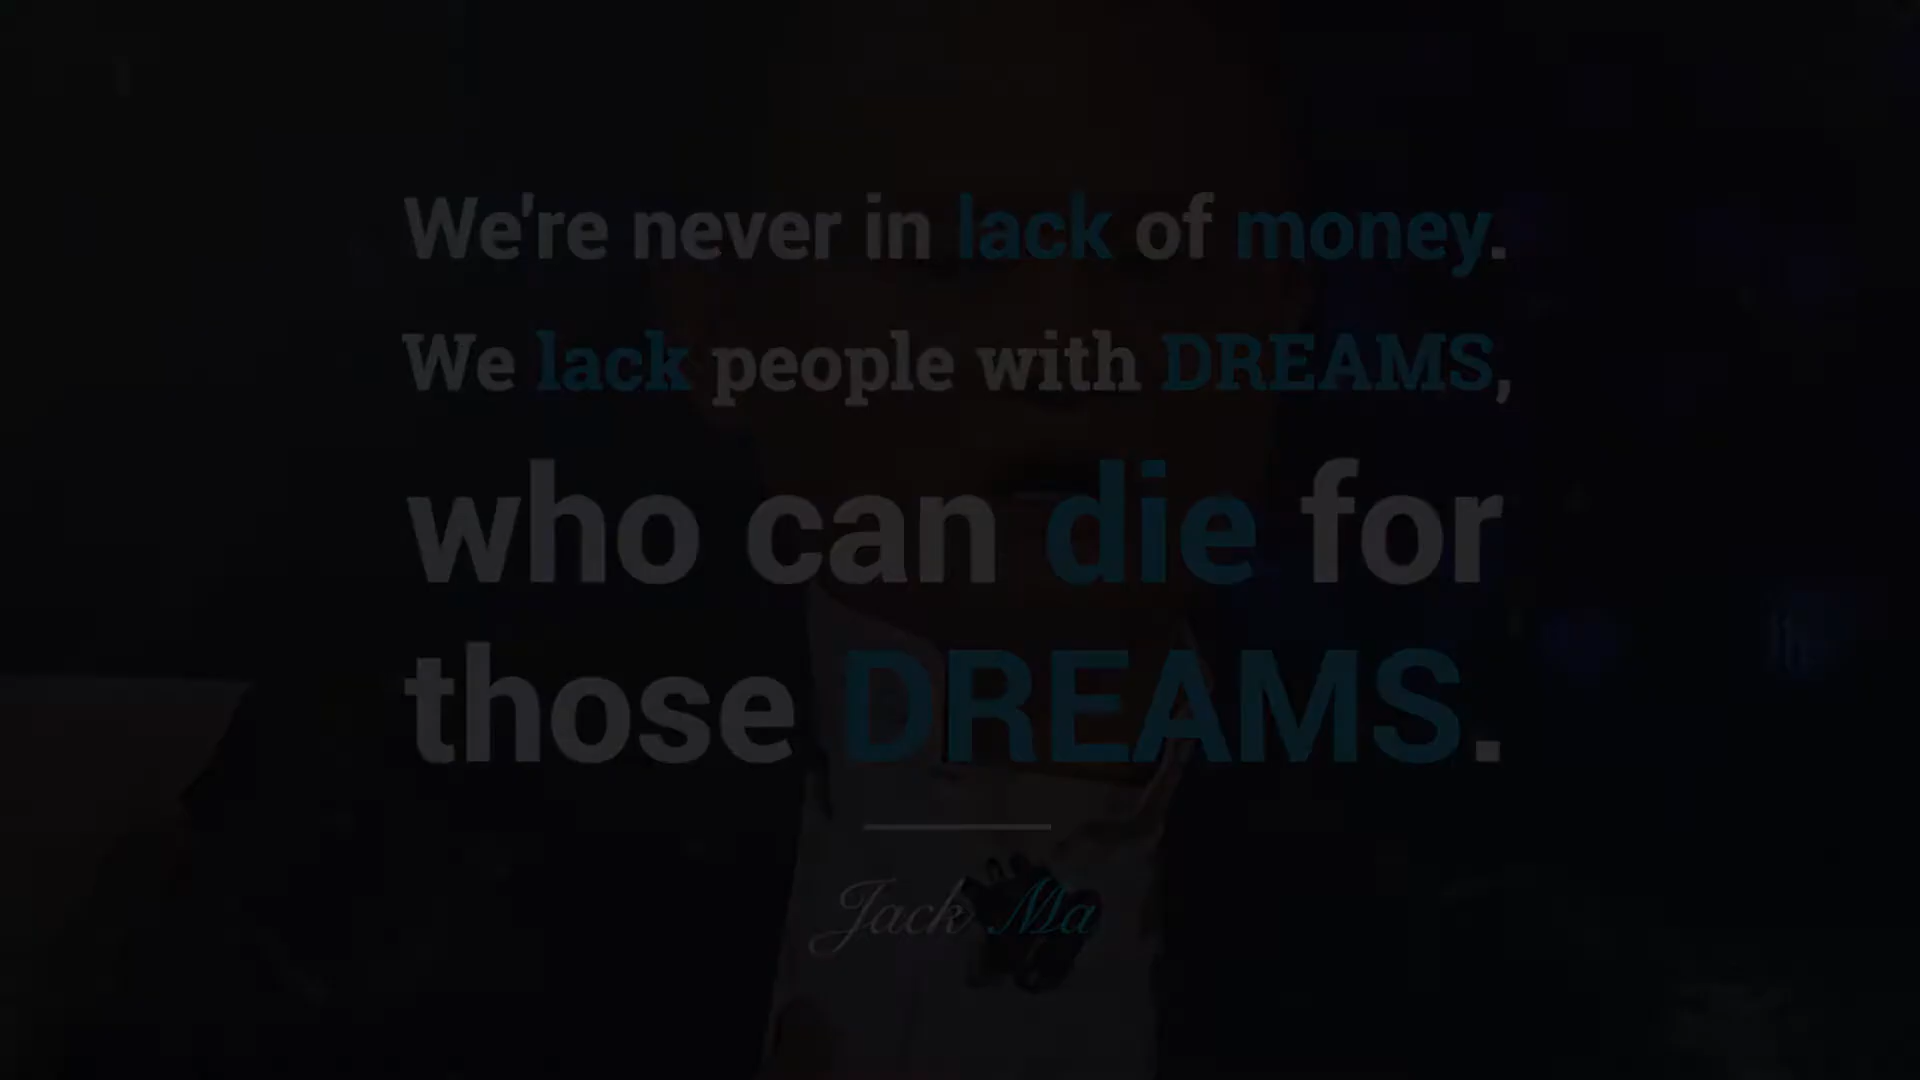 We're never in lack of money.
We lack people with DREAMS,
who can die for
those DREAMS.
Jack Ma